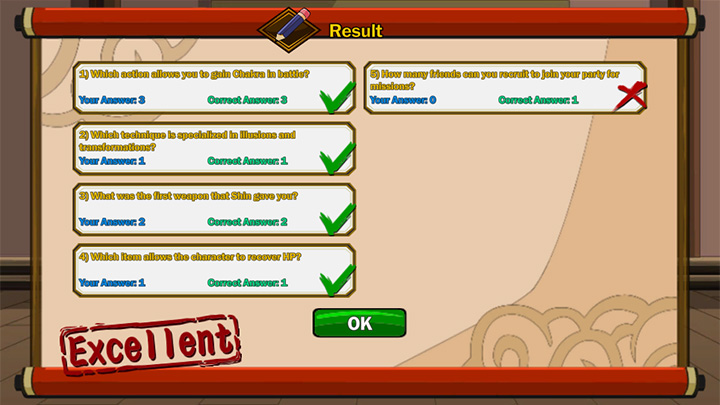 Result
1) Which action allows you to gain Chakra in battle?
Your Answer: 3 Correct Answer: 3
2) Which technique is specialized in illusions and
transformations?
Your Answer: 1 Correct Answer: 1
3) What was the first weapon that Shin gave you?
Your Answer: 2 Correct Answer: 2
4) Which item allows the character to recover HP?
Your Answer: 1 Correct Answer: 1
5) How many friends can you recruit to join your party for
missions?
Your Answer: 0 Correct Answer: 1
OK
Excellent